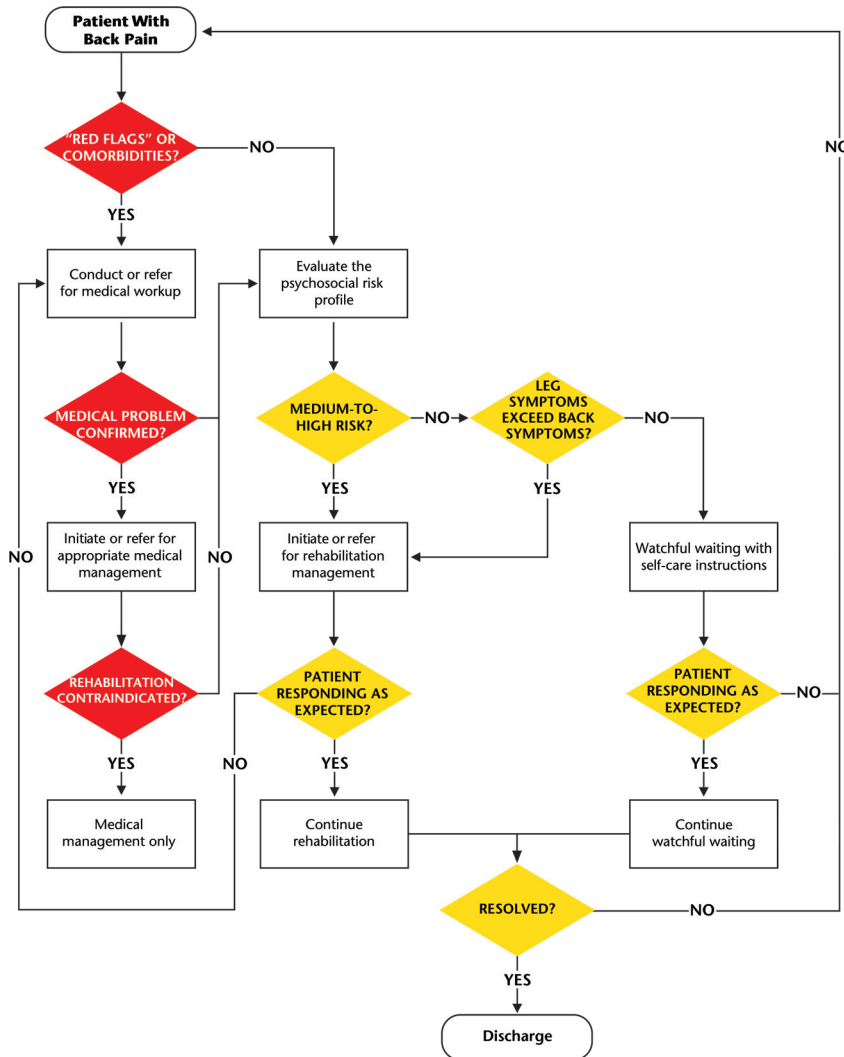 Patient With
Back Pain
"RED FLAGS" OR
COMORBIDITIES?
NO
NO
YES
Conduct or refer
for medical workup
Evaluate the
psychosocial risk
profile
MEDICAL PROBLEM
CONFIRMED?
MEDIUM-TO-
HIGH RISK?
NO
LEG
SYMPTOMS
EXCEED BACK
SYMPTOMS?
NO
YES
YES
YES
NO
Initiate or refer for
appropriate medical
management
Initiate or refer
for rehabilitation
management
Watchful waiting with
self-care instructions
REHABILITATION
CONTRAINDICATED?
PATIENT
RESPONDING AS
EXPECTED?
PATIENT
RESPONDING AS
EXPECTED?
NO
YES
NO
YES
YES
Medical
management only
Continue
rehabilitation
Continue
watchful waiting
RESOLVED?
NO
YES
Discharge